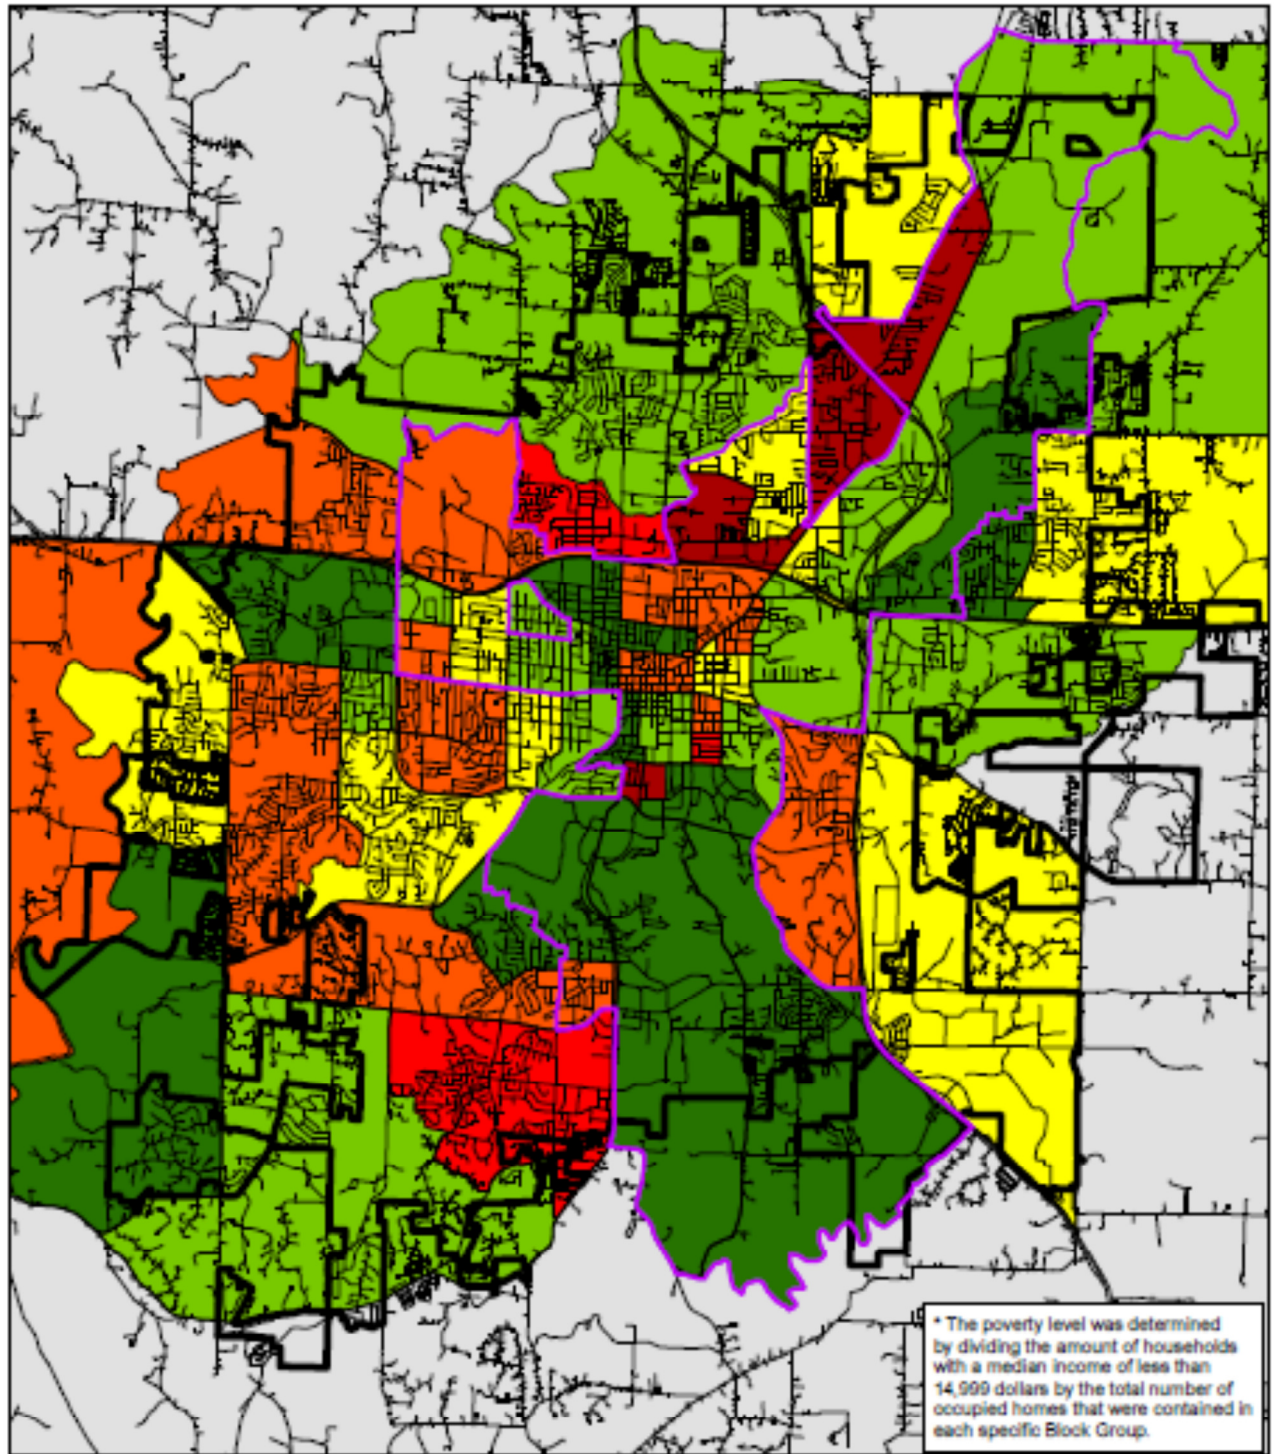 * The poverty level was determined
by dividing the amount of households
with a median income of less than
14,999 dollars by the total number of
occupied homes that were contained in
each specific Block Group.